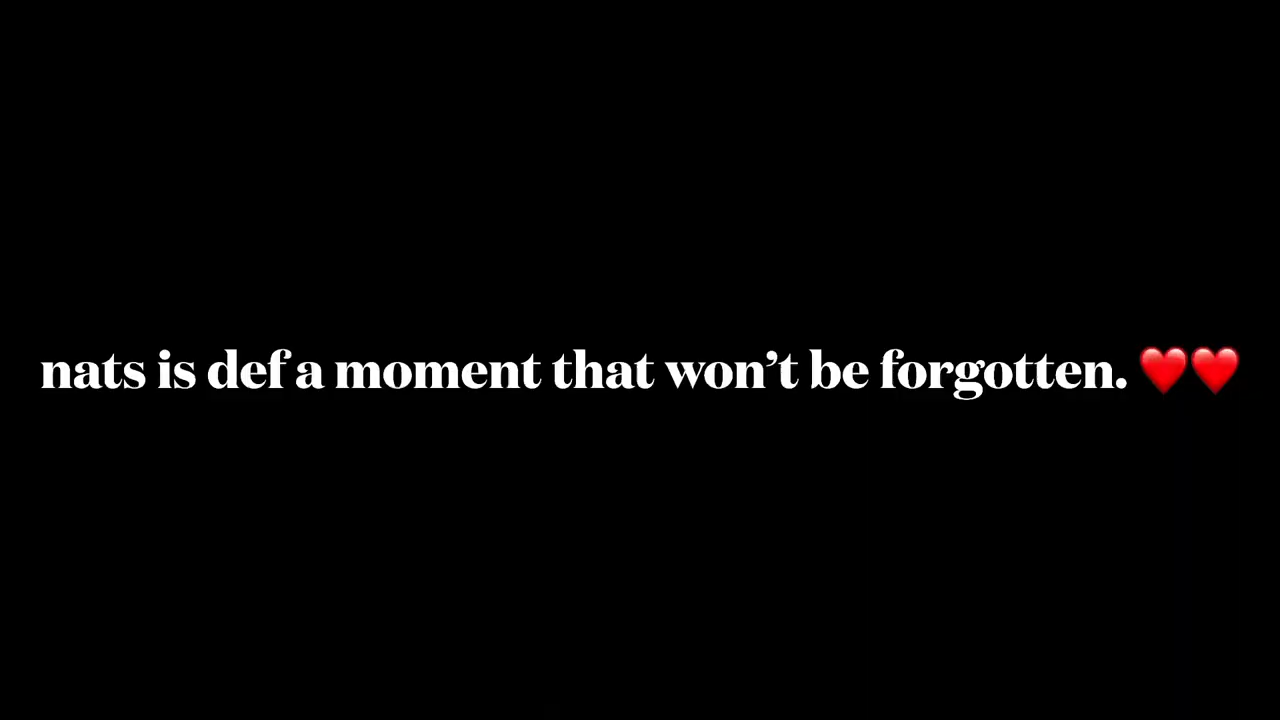 nats is def a moment that won’t be forgotten. ❤️❤️